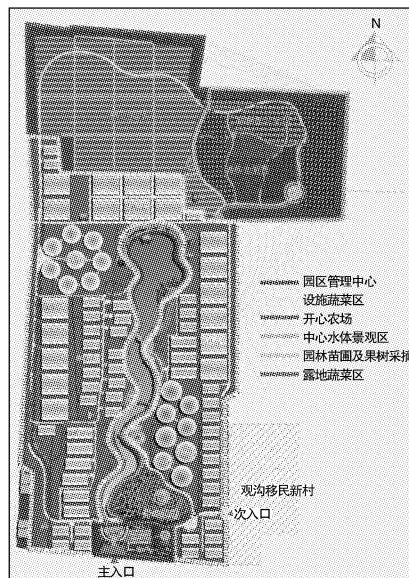 N
园区管理中心
设施蔬菜区
开心农场
中心水体景观区
园林苗圃及果树采摘
露地蔬菜区
观沟移民新村
次入口
主入口